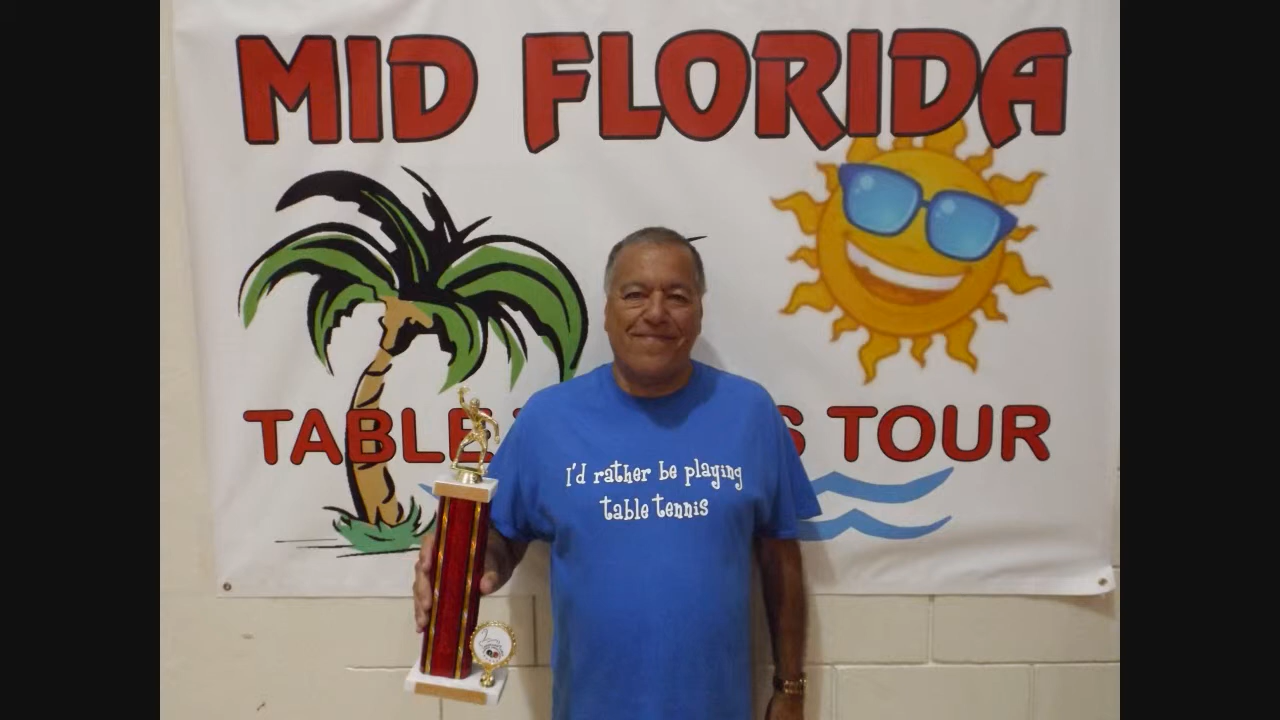 MID FLORIDA
TABLE S TOUR
I'd rather be playing
table tennis